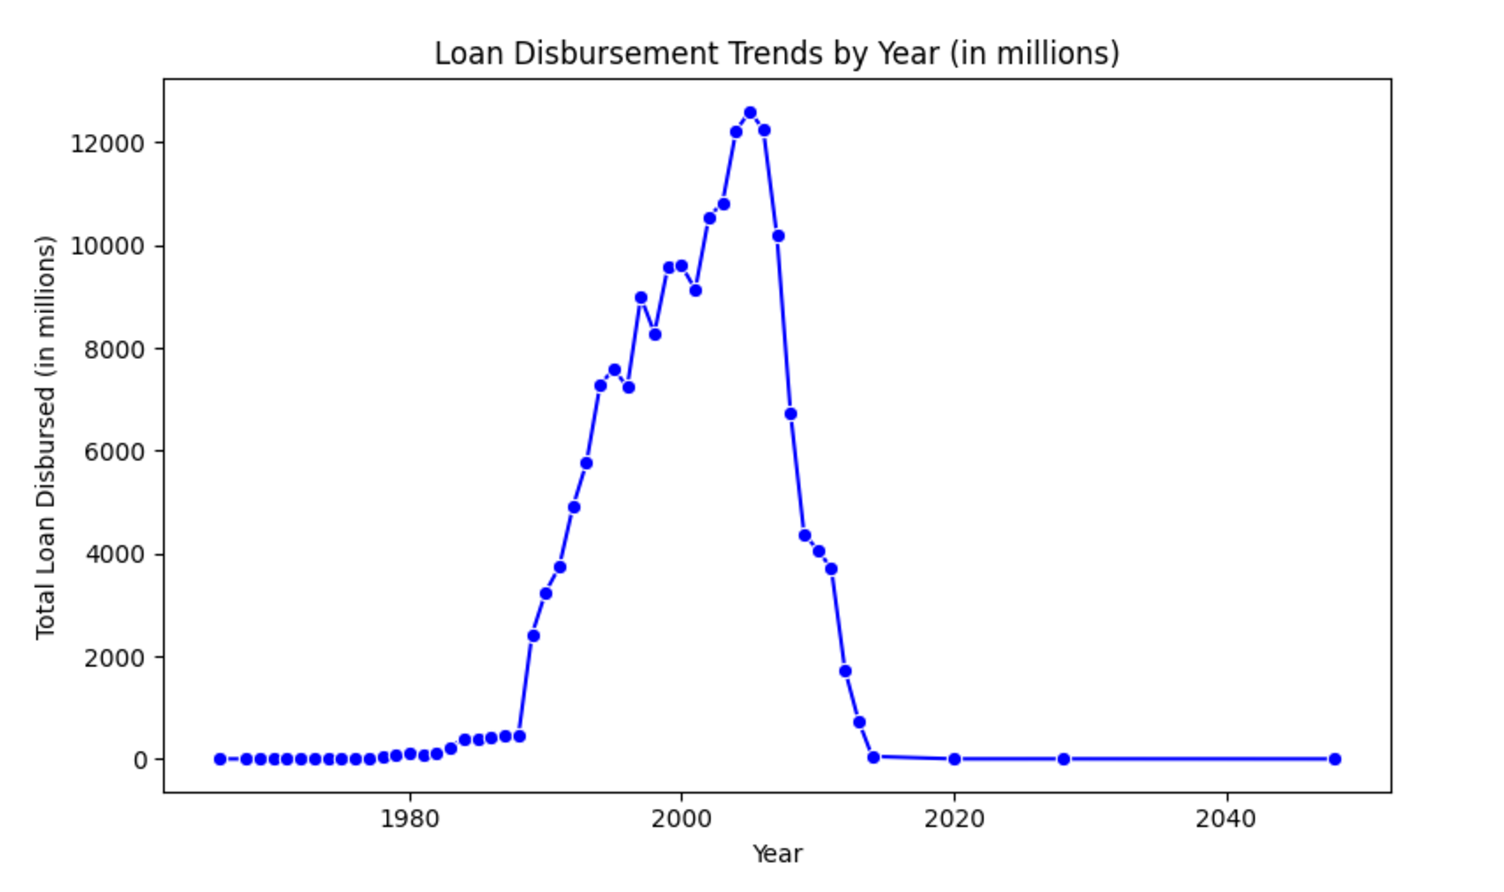 Loan Disbursement Trends by Year (in millions)
Total Loan Disbursed (in millions)
12000
10000
8000
6000
4000
2000
0
1980 2000 2020 2040
Year